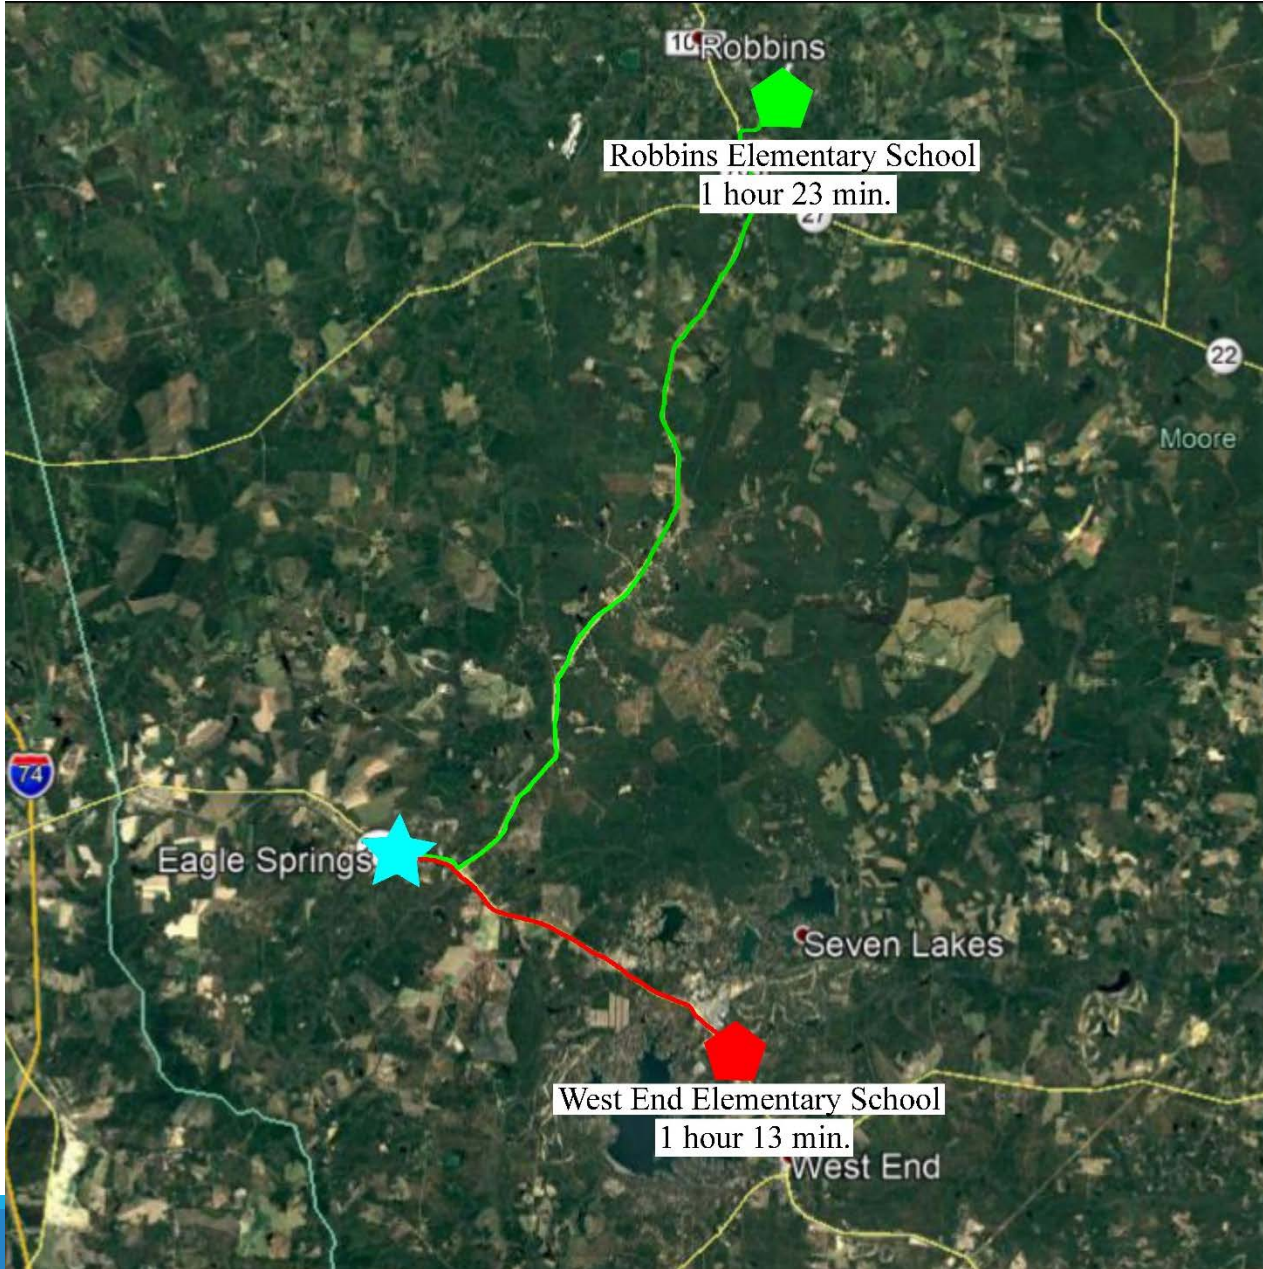 Robbins
Robbins Elementary School
1 hour 23 min.
27
22
Moore
74
Eagle Springs
Seven Lakes
West End Elementary School
1 hour 13 min.
West End